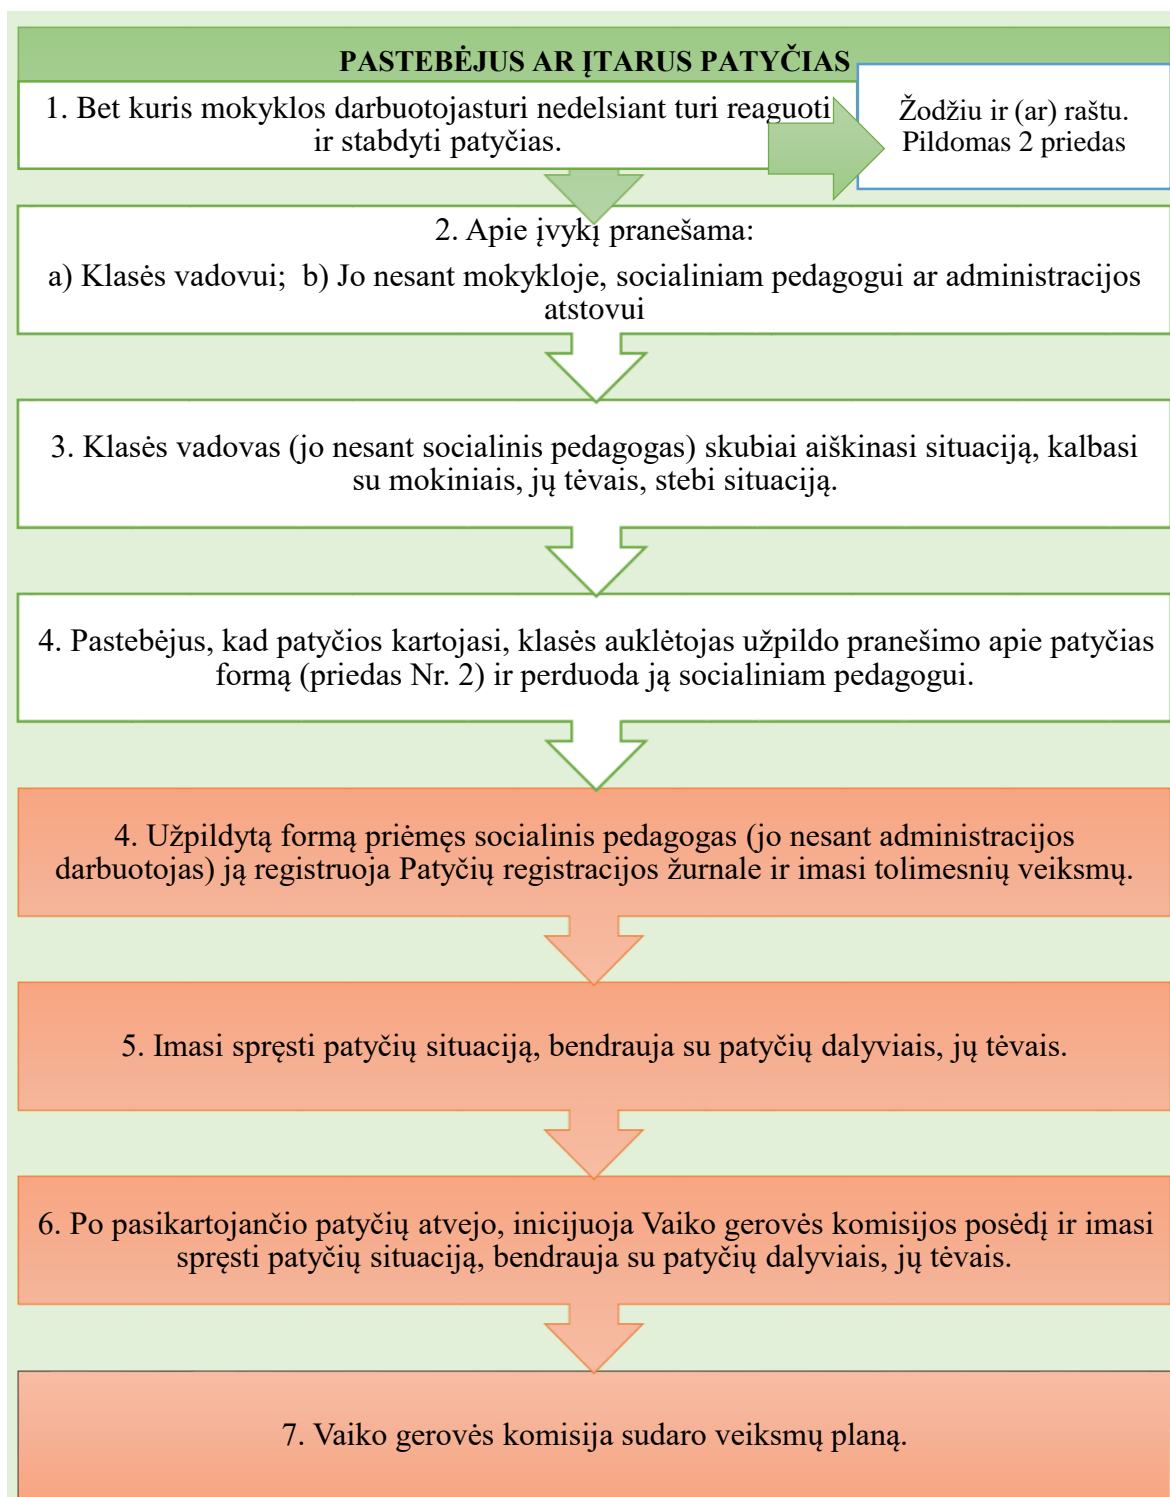 PASTEBĖJUS AR ĮTARUS PATYČIAS
1. Bet kuris mokyklos darbuotojasturi nedelsiant turi reaguoti
ir stabdyti patyčias.
Žodžiu ir (ar) raštu.
Pildomas 2 priedas
2. Apie įvykį pranešama:
a) Klasės vadovui; b) Jo nesant mokykloje, socialiniam pedagogui ar administracijos
atstovui
3. Klasės vadovas (jo nesant socialinis pedagogas) skubiai aiškinasi situaciją, kalbasi
su mokiniais, jų tėvais, stebi situaciją.
4. Pastebėjus, kad patyčios kartojasi, klasės auklėtojas užpildo pranešimo apie patyčias
formą (priedas Nr. 2) ir perduoda ją socialiniam pedagogui.
4. Užpildytą formą priėmęs socialinis pedagogas (jo nesant administracijos
darbuotojas) ją registruoja Patyčių registracijos žurnale ir imasi tolimesnių veiksmų.
5. Imasi spręsti patyčių situaciją, bendrauja su patyčių dalyviais, jų tėvais.
6. Po pasikartojančio patyčių atvejo, inicijuoja Vaiko gerovės komisijos posėdį ir imasi
spręsti patyčių situaciją, bendrauja su patyčių dalyviais, jų tėvais.
7. Vaiko gerovės komisija sudaro veiksmų planą.